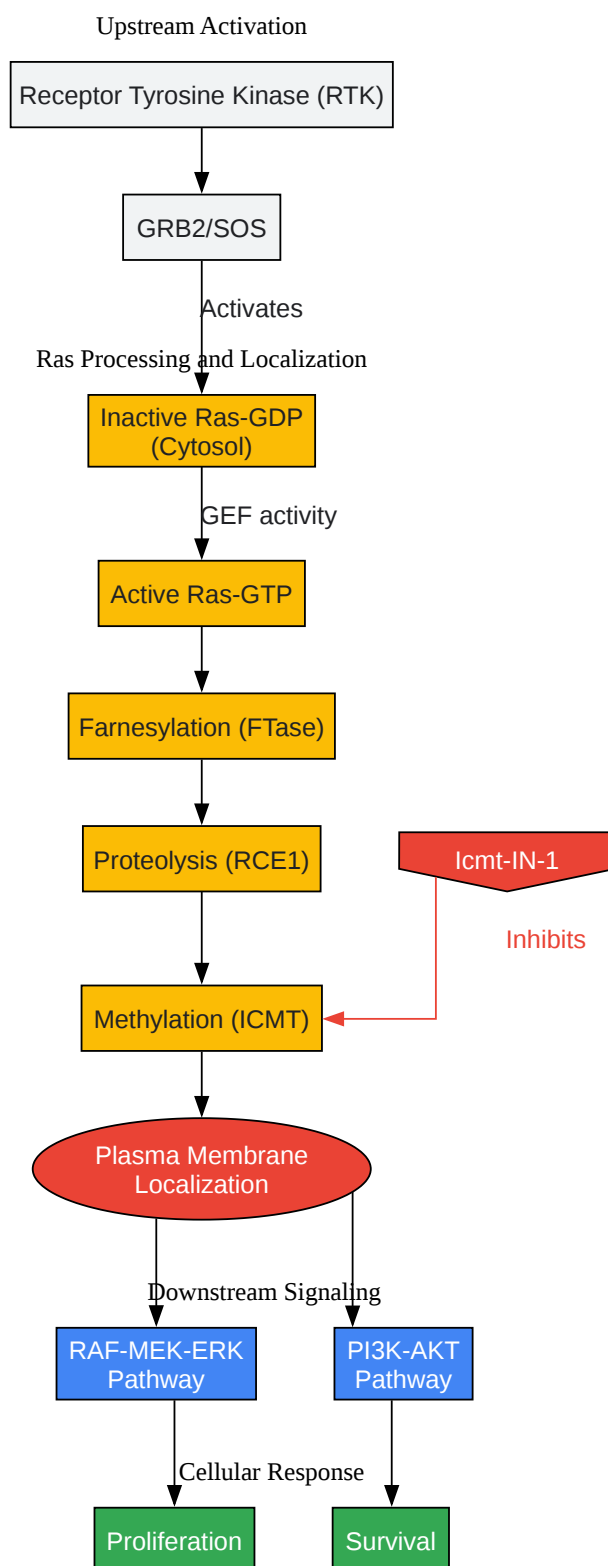 Upstream Activation
Receptor Tyrosine Kinase (RTK)
GRB2/SOS
Activates
Ras Processing and Localization
Inactive Ras-GDP
(Cytosol)
GEF activity
Active Ras-GTP
Farnesylation (FTase)
Proteolysis (RCE1)
Icmt-IN-1
Inhibits
Methylation (ICMT)
Plasma Membrane
Localization
Downstream Signaling
RAF-MEK-ERK
Pathway
PI3K-AKT
Pathway
Cellular Response
Proliferation
Survival